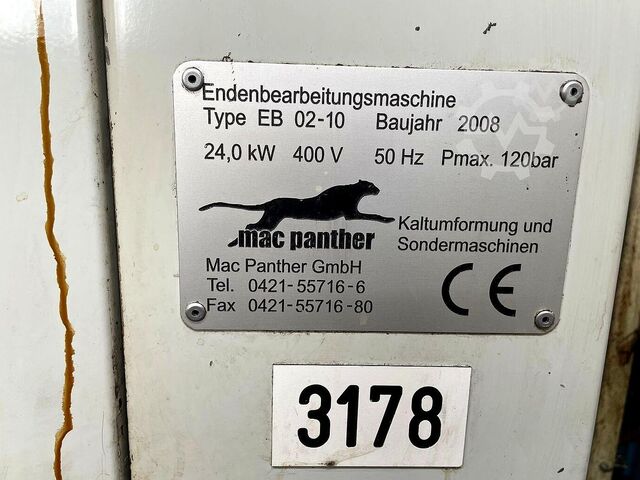 Endenbearbeitungsmaschine
Type EB 02-10 Baujahr 2008
24,0 kW 400 V 50 Hz Pmax. 120bar
mac panther
Kaltumformung und
Sondermaschinen
Mac Panther GmbH
Tel. 0421-55716-6
Fax 0421-55716-80
CE
3178